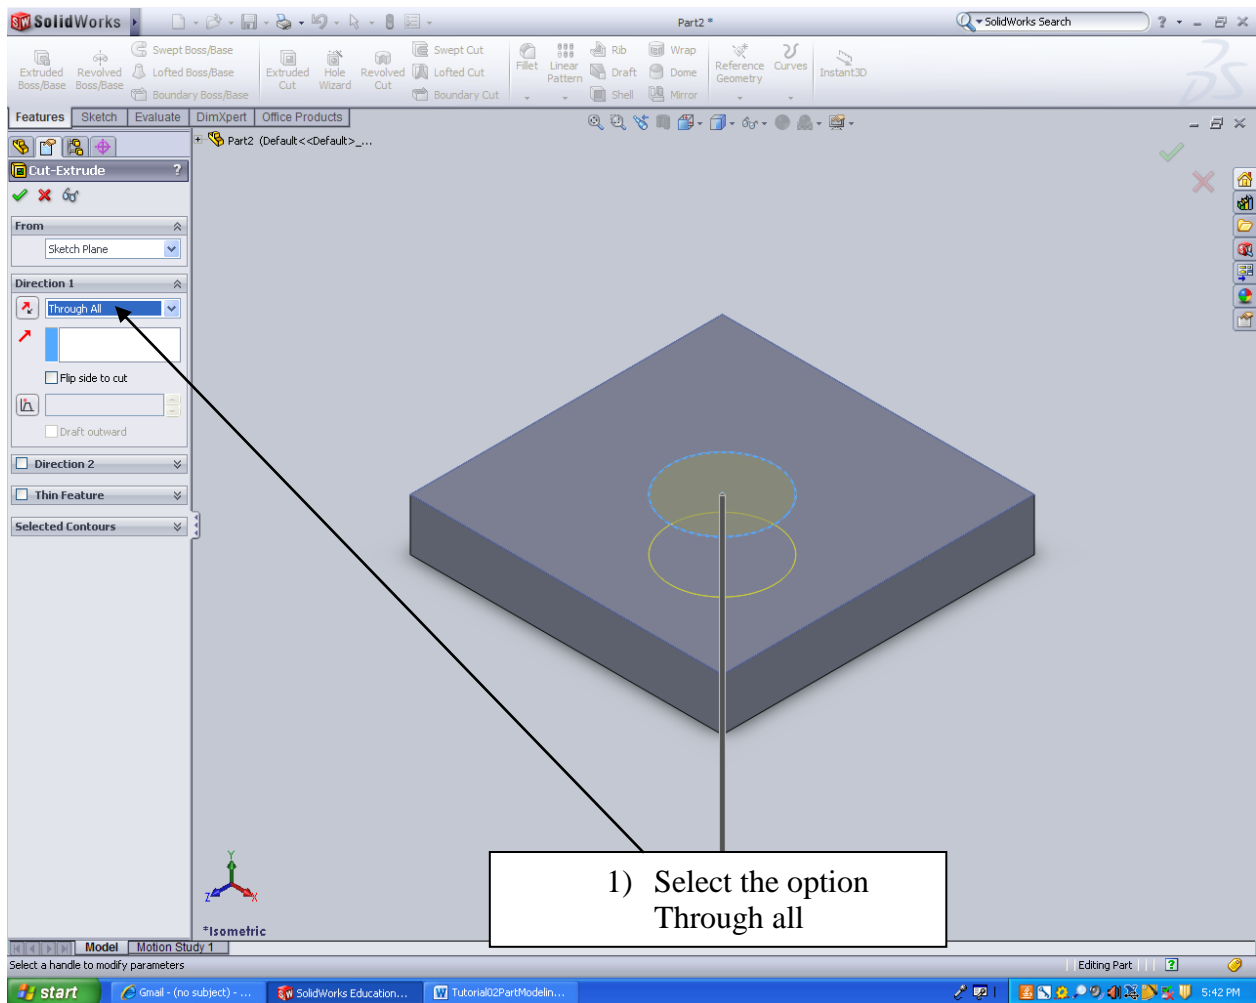 SolidWorks
Part2 *
SolidWorks Search
?
Extruded Boss/Base
Revolved Boss/Base
Swept Boss/Base
Lofted Boss/Base
Boundary Boss/Base
Extruded Cut
Hole Wizard
Revolved Cut
Swept Cut
Lofted Cut
Boundary Cut
Fillet
Linear Pattern
Rib
Draft
Shell
Wrap
Dome
Mirror
Reference Geometry
Curves
Instant3D
Features
Sketch
Evaluate
DimXpert
Office Products
Part2 (Default<<Default>_...
Cut-Extrude
?
From
Sketch Plane
Direction 1
Through All
Flip side to cut
Draft outward
Direction 2
Thin Feature
Selected Contours
Y
Z
X
*Isometric
1) Select the option
Through all
Model
Motion Study 1
Select a handle to modify parameters
Editing Part
?
start
Gmail - (no subject) - ...
SolidWorks Education...
Tutorial02PartModelin...
5:42 PM